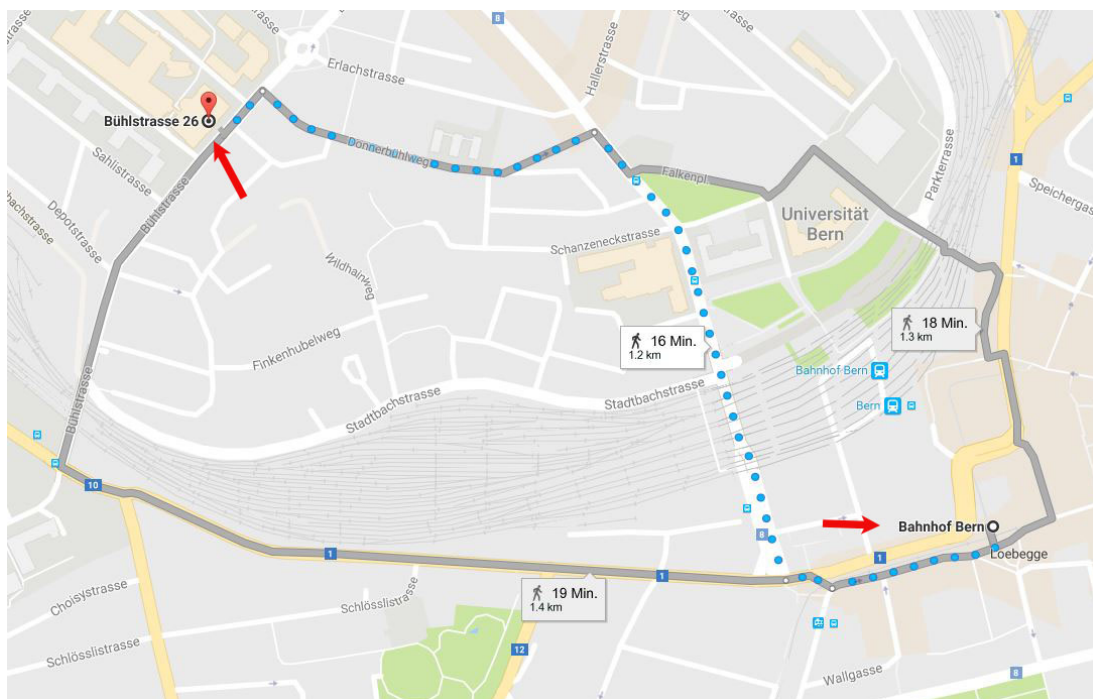 8
Erlachstrasse
Hallerstrasse
Bühlstrasse 26
Donnerbühlweg
Sahlistrasse
Parkterrasse
1
Falkenpl.
Speichergas
bachstrasse
Depotstrasse
Bühlstrasse
Universität
Bern
Schanzeneckstrasse
Wildhainweg
18 Min.
1.3 km
16 Min.
1.2 km
Finkenhubelweg
Bahnhof Bern
Stadtbachstrasse
Stadtbachstrasse
Bühlstrasse
Bern
10
Bahnhof Bern
8
1
Loebegge
1
1
19 Min.
1.4 km
Choisystrasse
Schlösslistrasse
12
Schlösslistrasse
Wallgasse
8